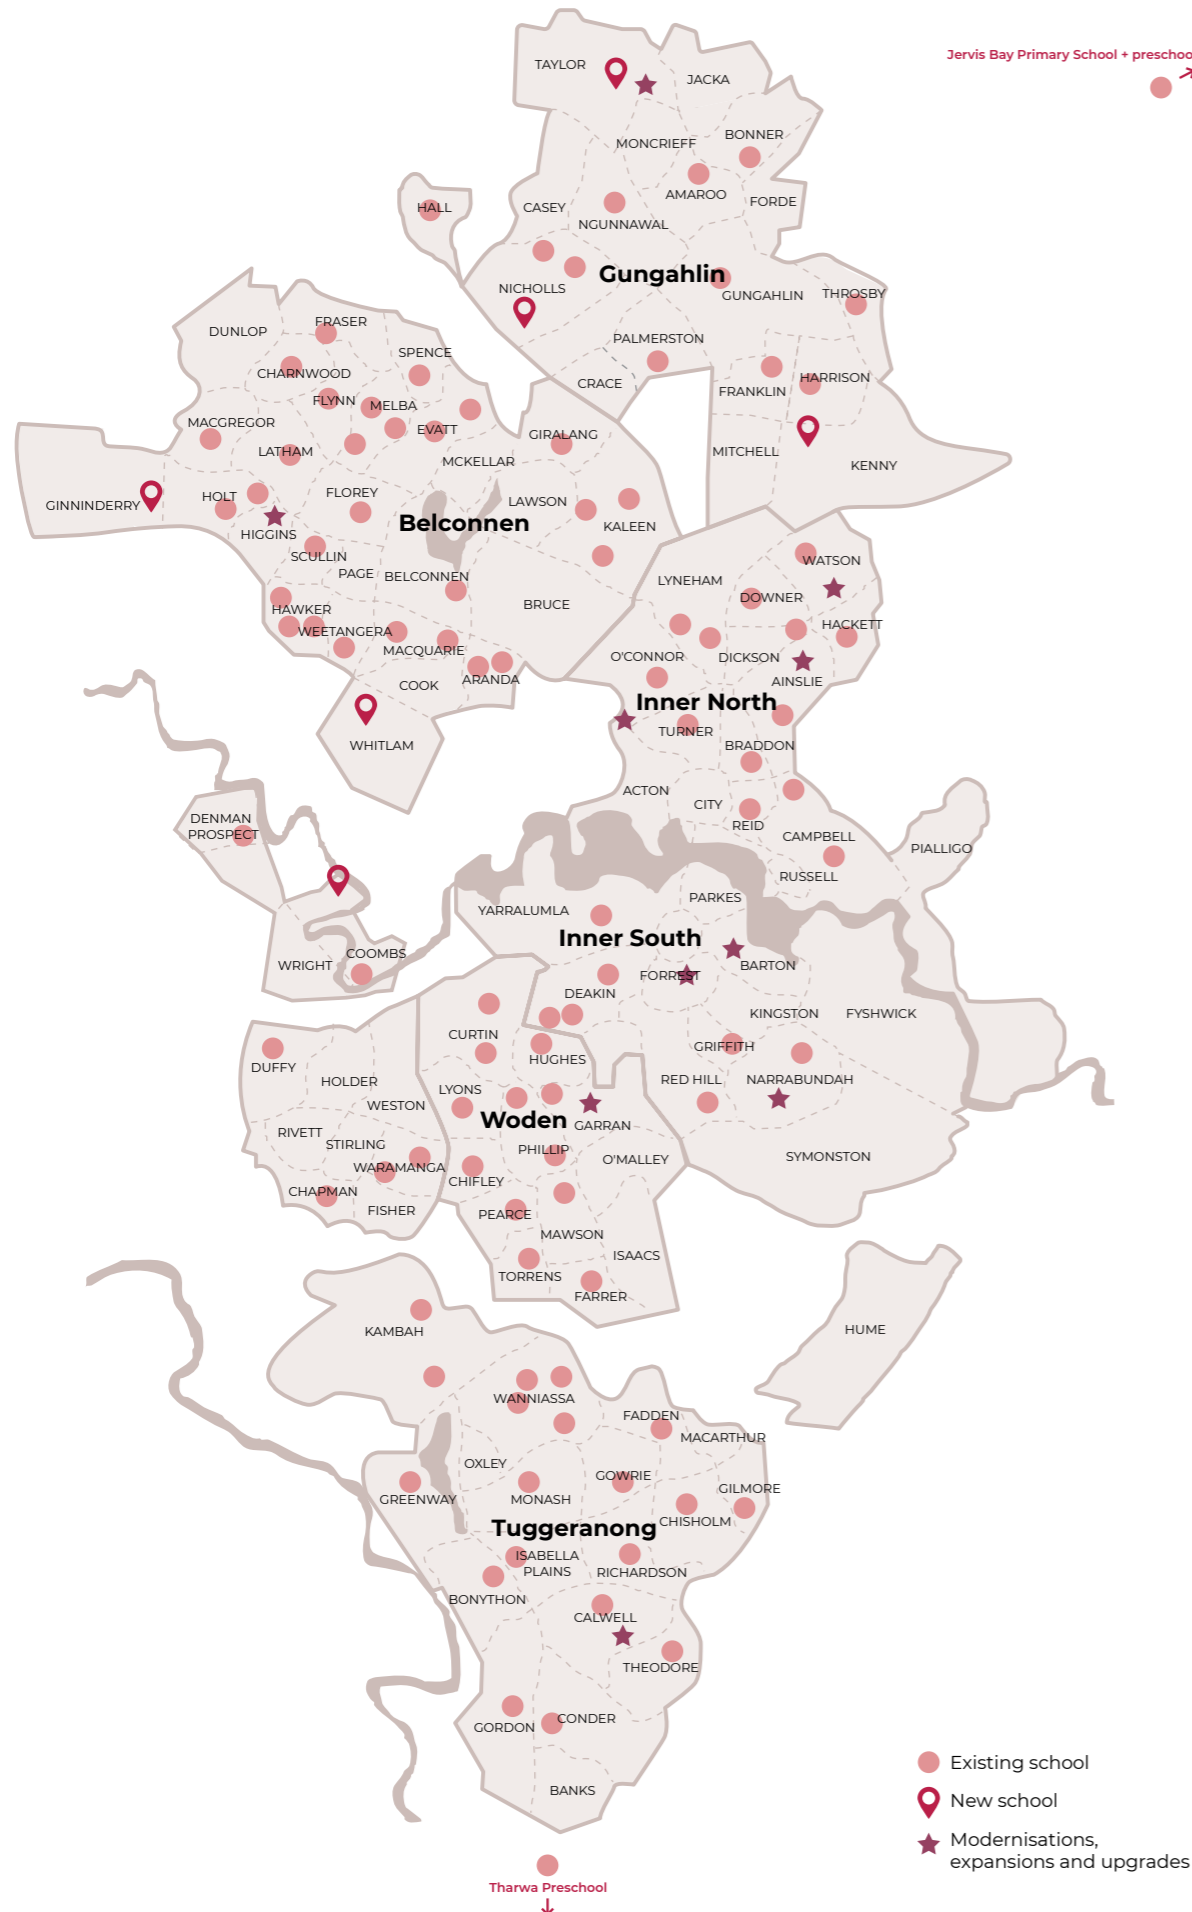 Jervis Bay Primary School + preschool
TAYLOR
JACKA
MONCRIEFF
BONNER
AMAROO
FORDE
HALL
CASEY
NGUNNAWAL
Gungahlin
NICHOLLS
GUNGAHLIN
THROSBY
PALMERSTON
CRACE
FRANKLIN
HARRISON
MITCHELL
KENNY
DUNLOP
FRASER
SPENCE
CHARNWOOD
FLYNN
MELBA
MACGREGOR
EVATT
GIRALANG
LATHAM
MCKELLAR
GINNINDERRY
HOLT
FLOREY
LAWSON
Belconnen
KALEEN
HIGGINS
SCULLIN
PAGE
BELCONNEN
BRUCE
HAWKER
WEETANGERA
MACQUARIE
COOK
ARANDA
WHITLAM
WATSON
LYNEHAM
DOWNER
HACKETT
O'CONNOR
DICKSON
AINSLIE
Inner North
TURNER
BRADDON
ACTON
CITY
REID
CAMPBELL
RUSSELL
PIALLIGO
DENMAN
PROSPECT
WRIGHT
COOMBS
YARRALUMLA
PARKES
Inner South
FORREST
BARTON
DEAKIN
KINGSTON
FYSHWICK
GRIFFITH
RED HILL
NARRABUNDAH
SYMONSTON
CURTIN
HUGHES
LYONS
Woden
GARRAN
PHILLIP
O'MALLEY
CHIFLEY
PEARCE
MAWSON
ISAACS
TORRENS
FARRER
DUFFY
HOLDER
WESTON
RIVETT
STIRLING
WARAMANGA
CHAPMAN
FISHER
HUME
KAMBAH
WANNIASSA
FADDEN
MACARTHUR
OXLEY
GOWRIE
GILMORE
GREENWAY
MONASH
CHISHOLM
Tuggeranong
ISABELLA
PLAINS
RICHARDSON
BONYTHON
CALWELL
THEODORE
GORDON
CONDER
BANKS
Tharwa Preschool
Existing school
New school
Modernisations,
expansions and upgrades